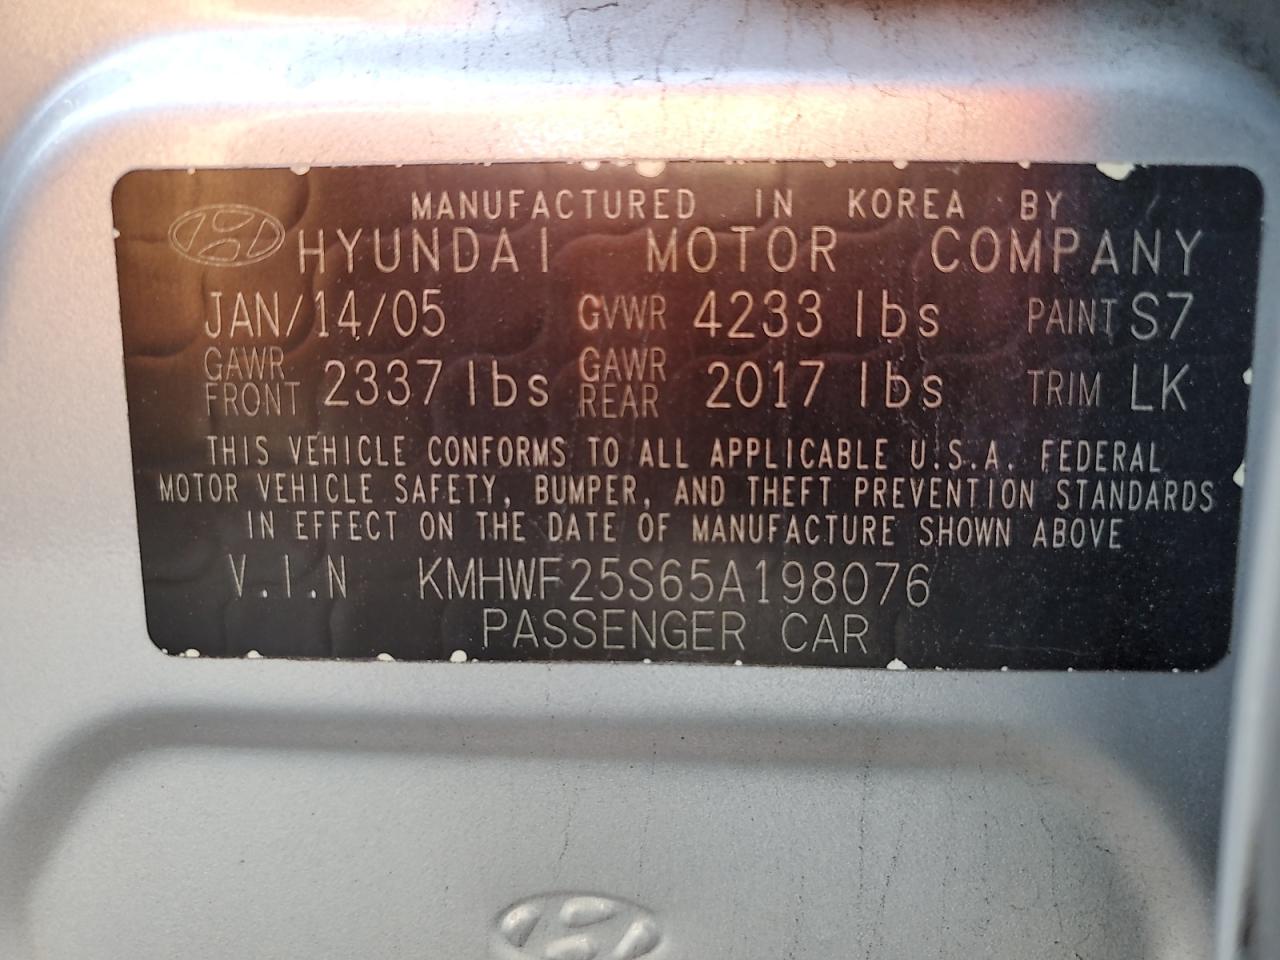 MANUFACTURED IN KOREA BY
HYUNDAI MOTOR COMPANY
JAN/14/05 GVWR 4233 lbs PAINT S7
GAWR FRONT 2337 lbs GAWR REAR 2017 lbs TRIM LK
THIS VEHICLE CONFORMS TO ALL APPLICABLE U.S.A. FEDERAL
MOTOR VEHICLE SAFETY, BUMPER, AND THEFT PREVENTION STANDARDS
IN EFFECT ON THE DATE OF MANUFACTURE SHOWN ABOVE
V.I.N KMHWF25S65A198076
PASSENGER CAR